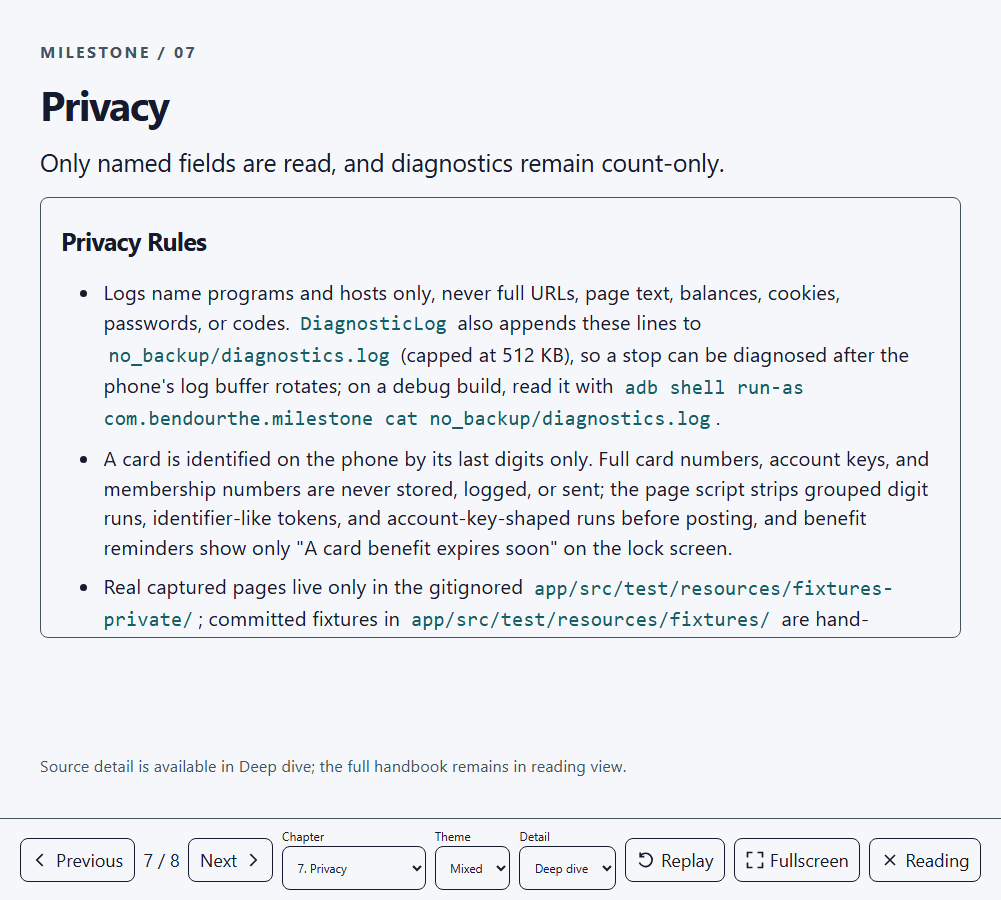 MILESTONE / 07
Privacy
Only named fields are read, and diagnostics remain count-only.
Privacy Rules
• Logs name programs and hosts only, never full URLs, page text, balances, cookies,
passwords, or codes. DiagnosticLog also appends these lines to
no_backup/diagnostics.log (capped at 512 KB), so a stop can be diagnosed after the
phone's log buffer rotates; on a debug build, read it with adb shell run-as
com.bendourthe.milestone cat no_backup/diagnostics.log.
• A card is identified on the phone by its last digits only. Full card numbers, account keys, and
membership numbers are never stored, logged, or sent; the page script strips grouped digit
runs, identifier-like tokens, and account-key-shaped runs before posting, and benefit
reminders show only "A card benefit expires soon" on the lock screen.
• Real captured pages live only in the gitignored app/src/test/resources/fixtures-
private/; committed fixtures in app/src/test/resources/fixtures/ are hand-
Source detail is available in Deep dive; the full handbook remains in reading view.
Chapter Theme Detail
Previous 7 / 8 Next 7. Privacy Mixed Deep dive Replay Fullscreen Reading